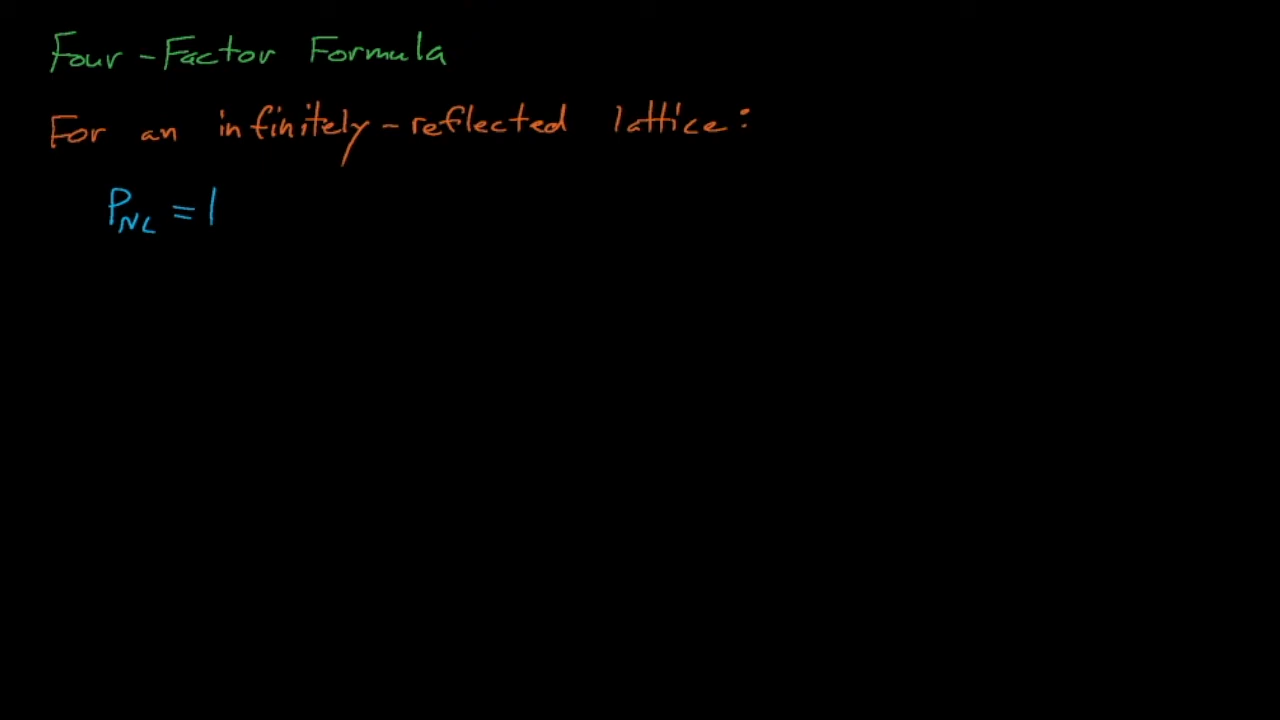 Four-Factor Formula
For an infinitely-reflected lattice:
P_NL = 1